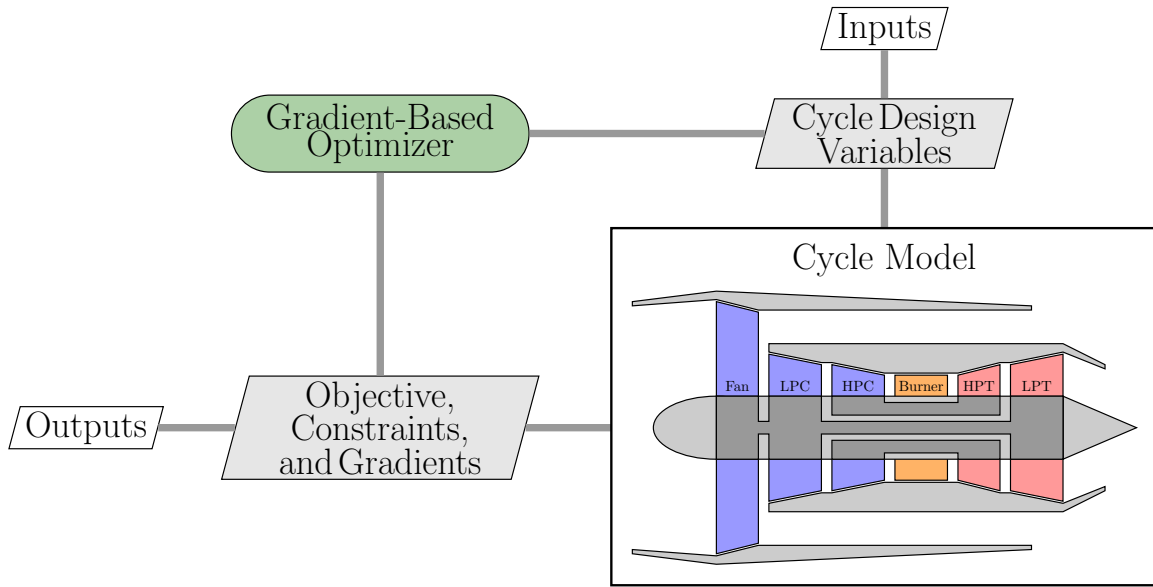 Inputs
Gradient-Based
Optimizer
Cycle Design
Variables
Cycle Model
Fan
LPC
HPC
Burner
HPT
LPT
Outputs
Objective,
Constraints,
and Gradients